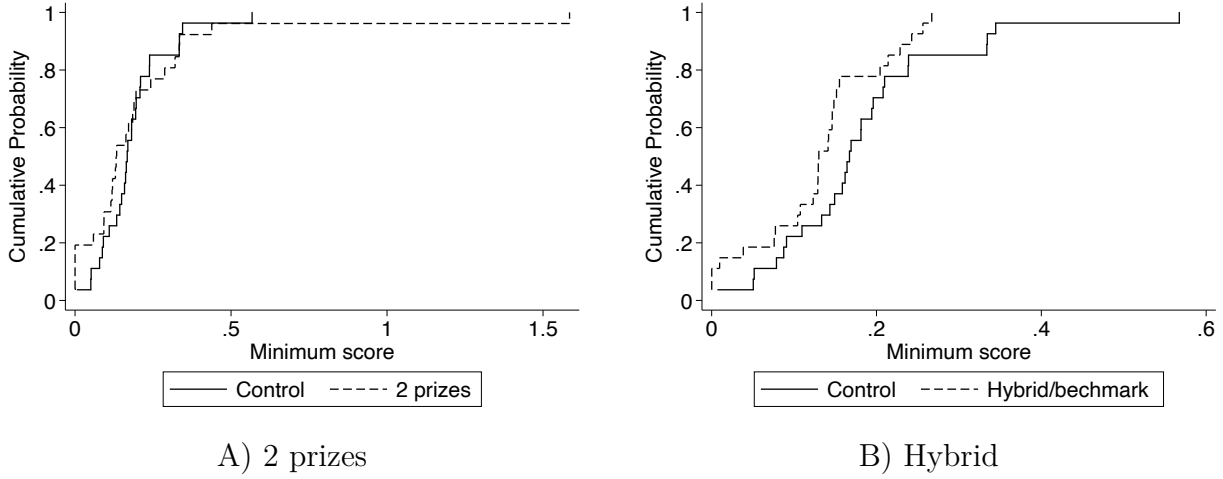 Cumulative Probability
1
.8
.6
.4
.2
0
0 .5 1 1.5
Minimum score
Control 2 prizes
A) 2 prizes
Cumulative Probability
1
.8
.6
.4
.2
0
0 .2 .4 .6
Minimum score
Control Hybrid/bechmark
B) Hybrid